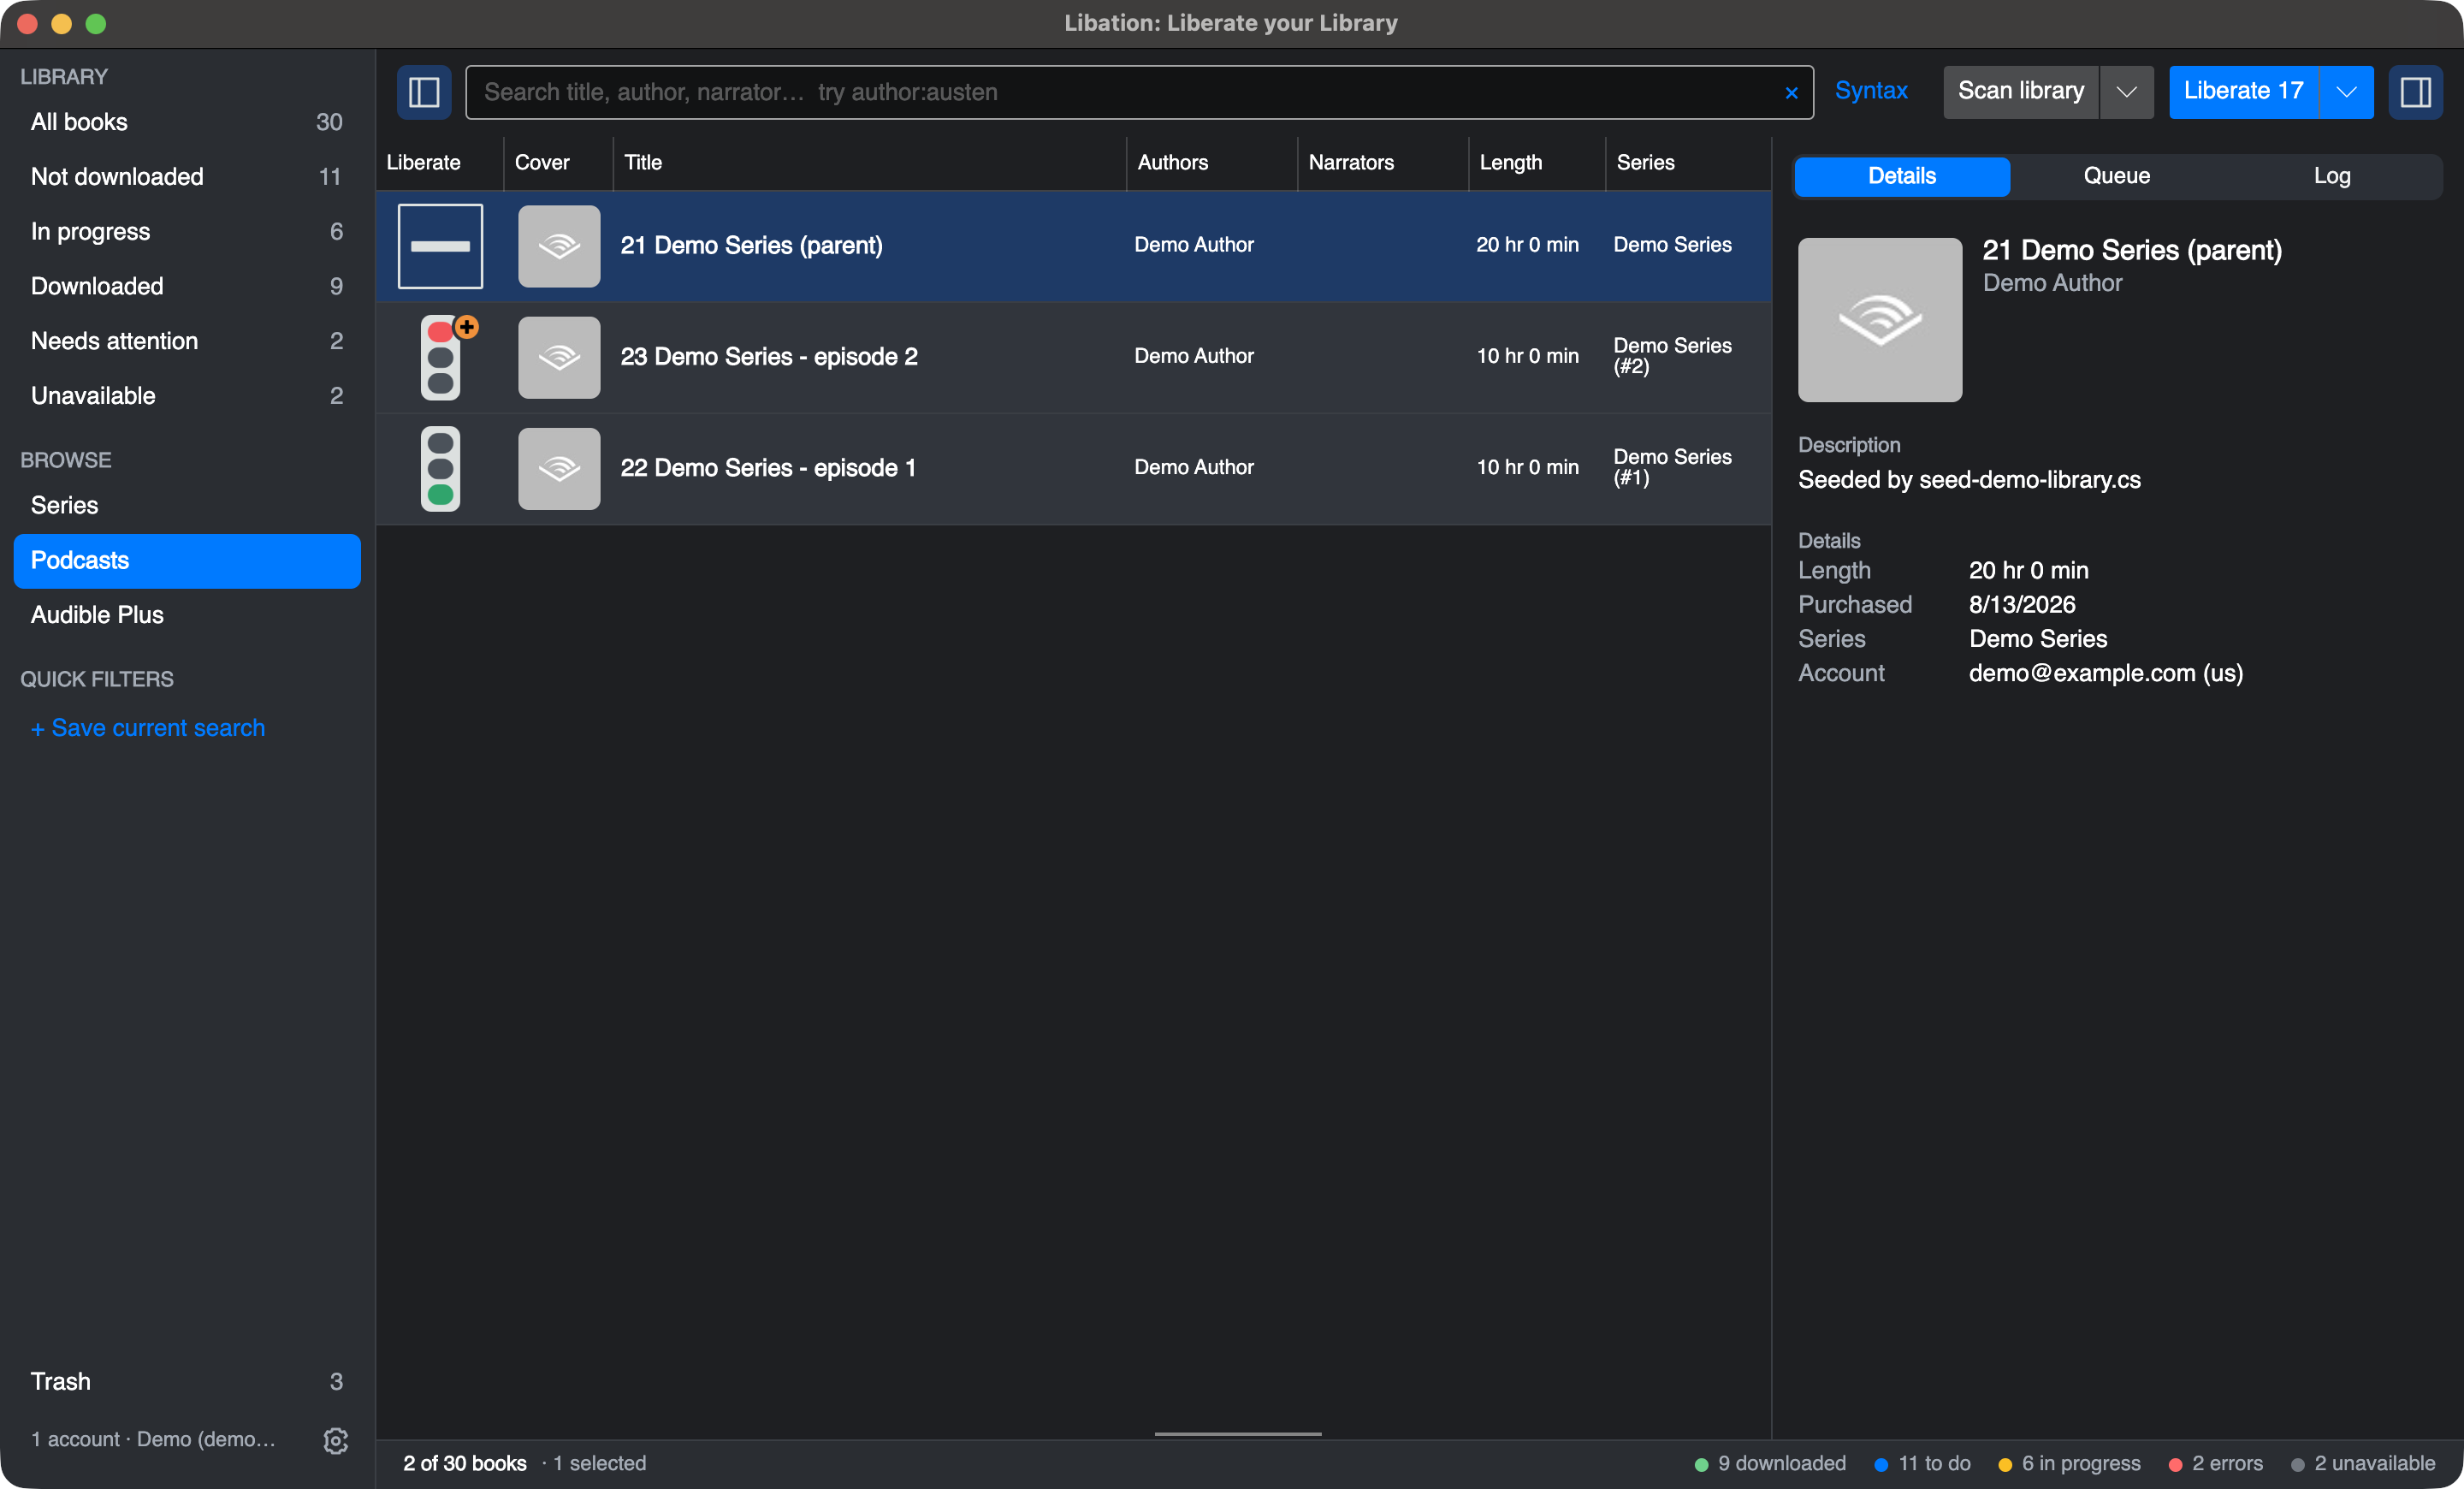 Libation: Liberate your Library
LIBRARY
All books 30
Not downloaded 11
In progress 6
Downloaded 9
Needs attention 2
Unavailable 2
BROWSE
Series
Podcasts
Audible Plus
QUICK FILTERS
+ Save current search
Trash 3
1 account · Demo (demo…
Search title, author, narrator… try author:austen
×
Syntax
Scan library
Liberate 17
Liberate Cover Title Authors Narrators Length Series
21 Demo Series (parent) Demo Author 20 hr 0 min Demo Series
23 Demo Series - episode 2 Demo Author 10 hr 0 min Demo Series
(#2)
22 Demo Series - episode 1 Demo Author 10 hr 0 min Demo Series
(#1)
Details Queue Log
21 Demo Series (parent)
Demo Author
Description
Seeded by seed-demo-library.cs
Details
Length 20 hr 0 min
Purchased 8/13/2026
Series Demo Series
Account demo@example.com (us)
2 of 30 books · 1 selected
9 downloaded 11 to do 6 in progress 2 errors 2 unavailable